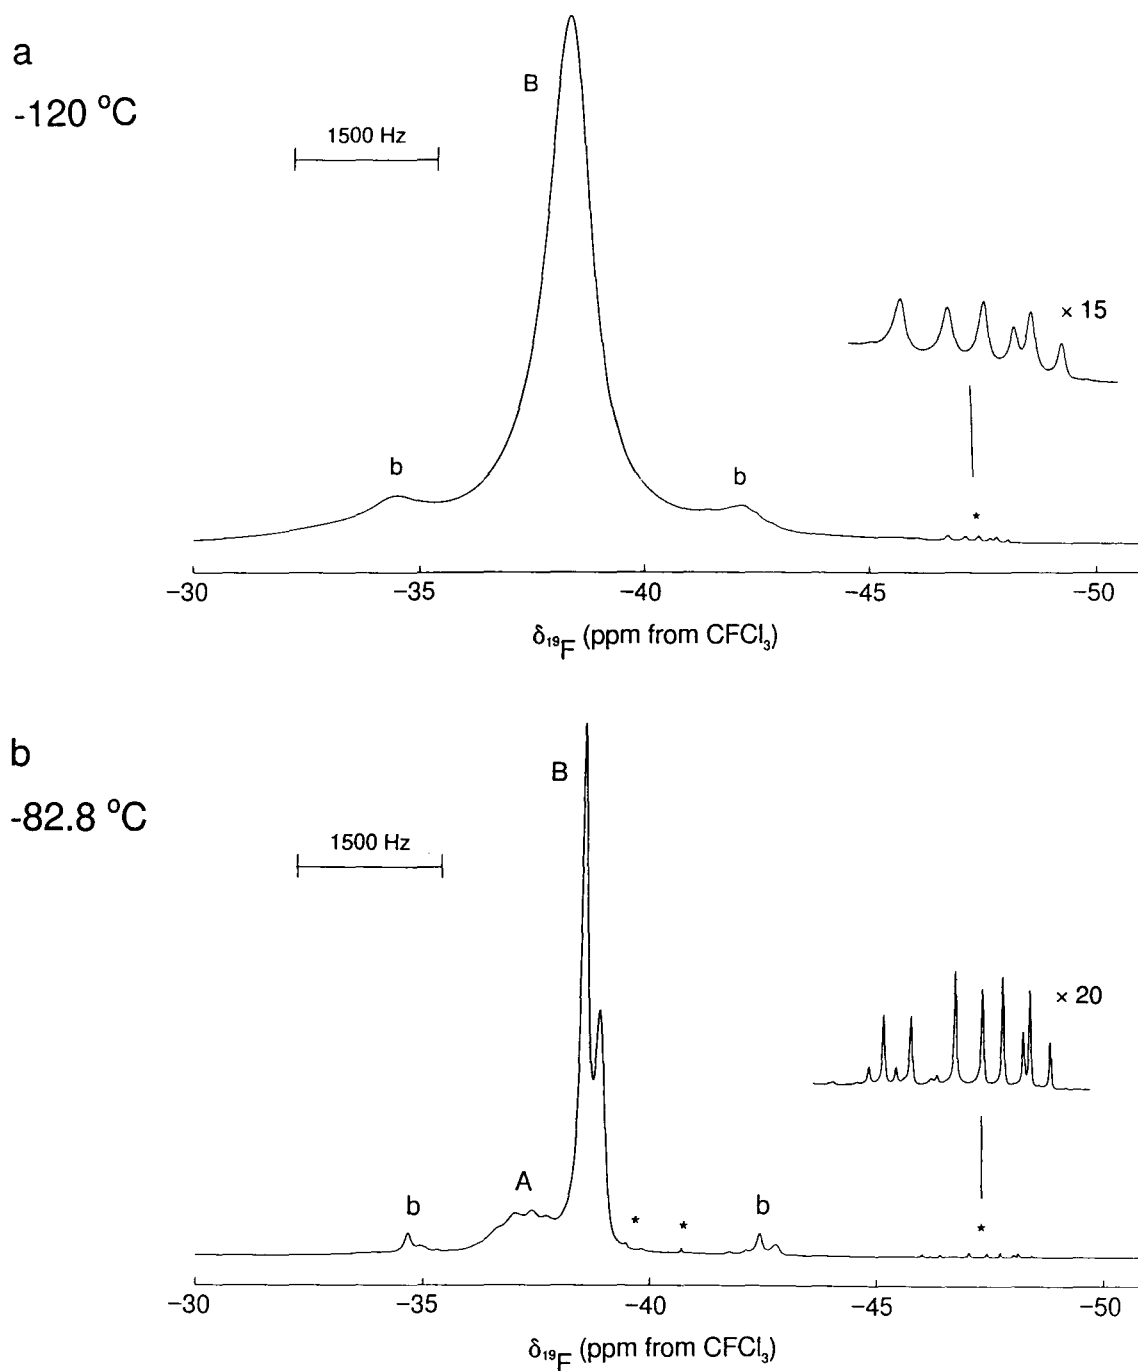 a
-120 °C
B
1500 Hz
b
b
× 15
*
−30
−35
−40
−45
−50
δ₁₉F (ppm from CFCl₃)
b
-82.8 °C
B
1500 Hz
× 20
b
A
*
*
b
*
−30
−35
−40
−45
−50
δ₁₉F (ppm from CFCl₃)